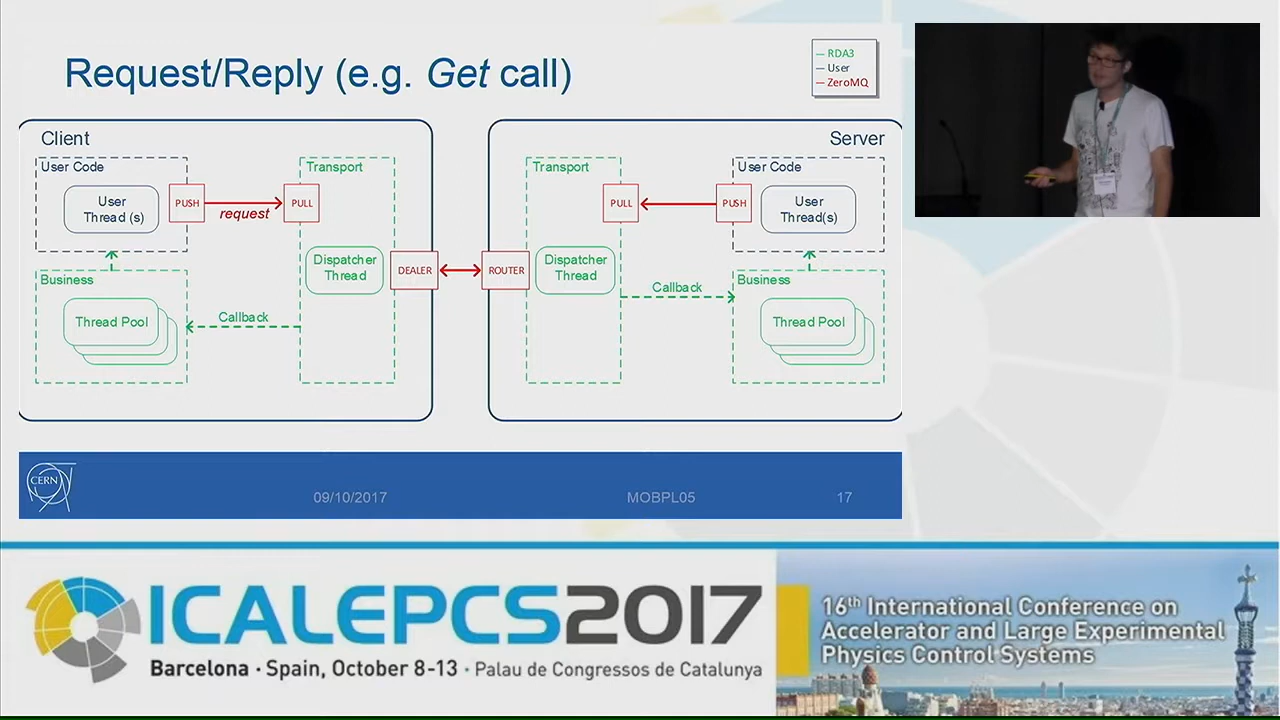 Request/Reply (e.g. Get call)
RDA3
User
ZeroMQ
Client
User Code
User
Thread (s)
PUSH
request
PULL
Transport
Dispatcher
Thread
DEALER
Business
Thread Pool
Callback
Server
Transport
PULL
PUSH
User Code
User
Thread(s)
ROUTER
Dispatcher
Thread
Callback
Business
Thread Pool
CERN
09/10/2017
MOBPL05
17
ICALEPCS2017
Barcelona · Spain, October 8-13 · Palau de Congressos de Catalunya
16th International Conference on
Accelerator and Large Experimental
Physics Control Systems